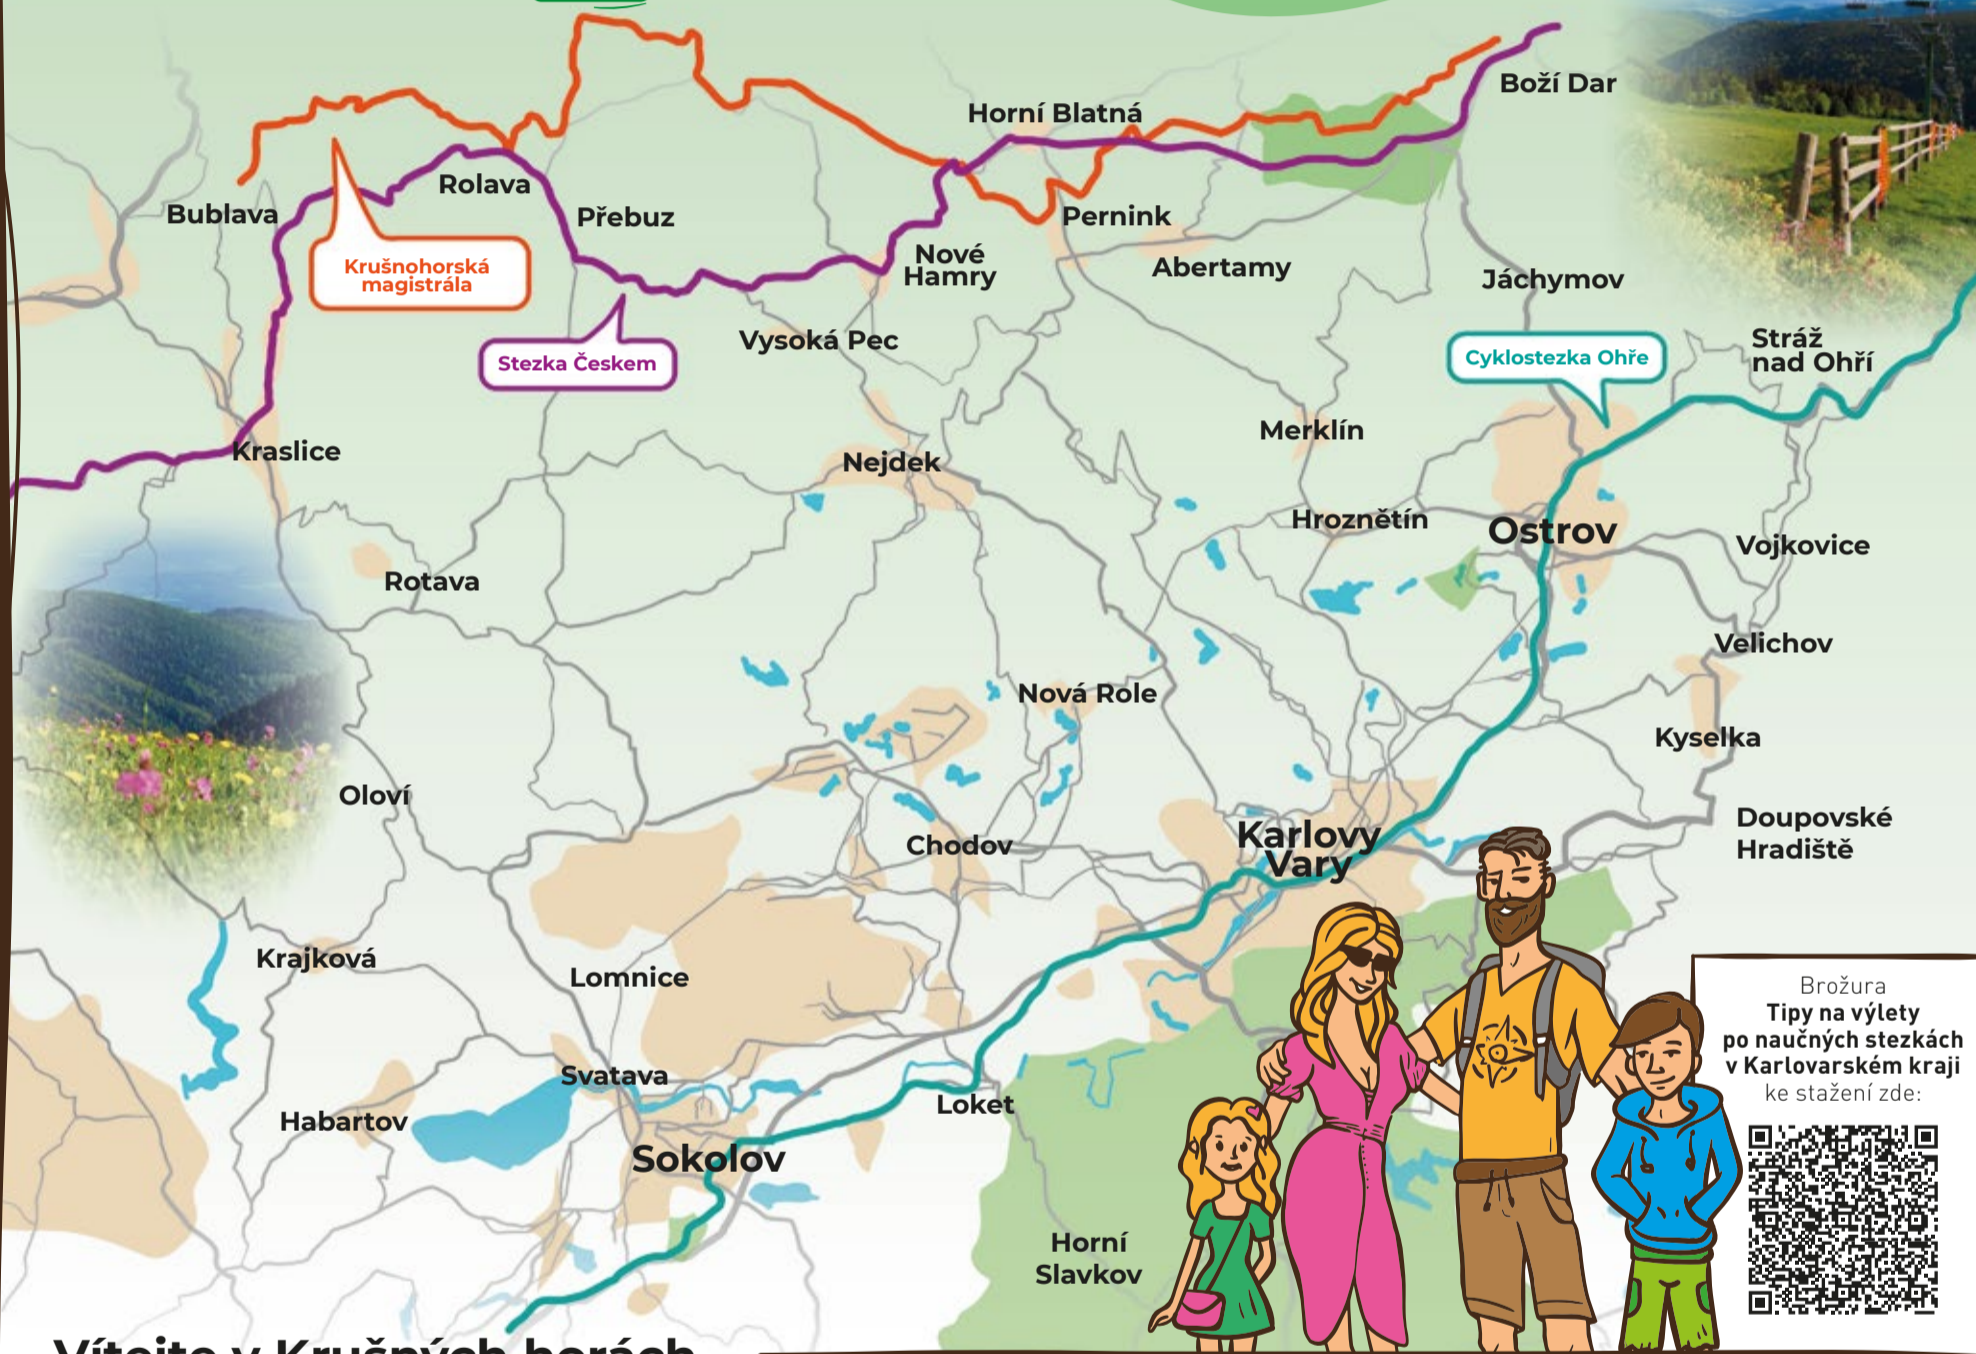 Boží Dar
Horní Blatná
Rolava
Bublava
Přebuz
Pernink
Nové
Hamry
Abertamy
Krušnohorská
magistrála
Jáchymov
Vysoká Pec
Stezka Českem
Cyklostezka Ohře
Stráž
nad Ohří
Merklín
Kraslice
Nejdek
Hroznětín
Ostrov
Vojkovice
Rotava
Velichov
Nová Role
Kyselka
Oloví
Chodov
Karlovy
Vary
Doupovské
Hradiště
Krajková
Lomnice
Svatava
Habartov
Loket
Sokolov
Horní
Slavkov
Brožura
Tipy na výlety
po naučných stezkách
v Karlovarském kraji
ke stažení zde:
Vítejte v Krušných horách